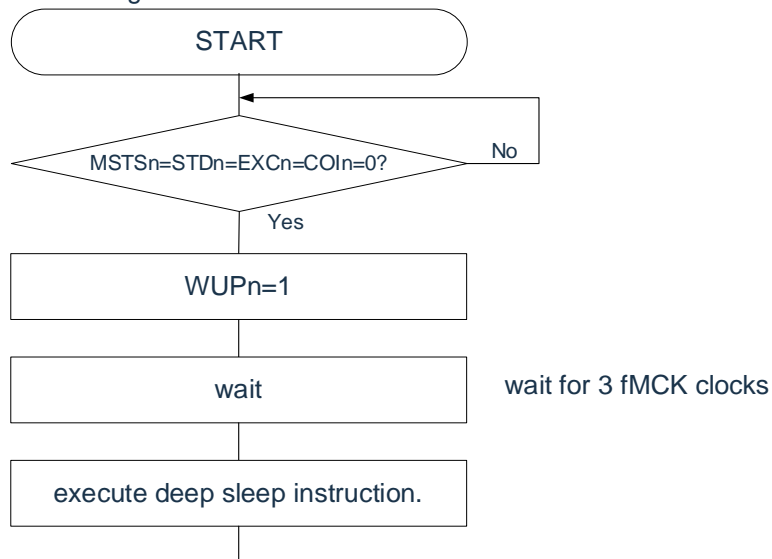 START
MSTSn=STDn=EXCn=COIn=0?
No
Yes
WUPn=1
wait
wait for 3 fMCK clocks
execute deep sleep instruction.